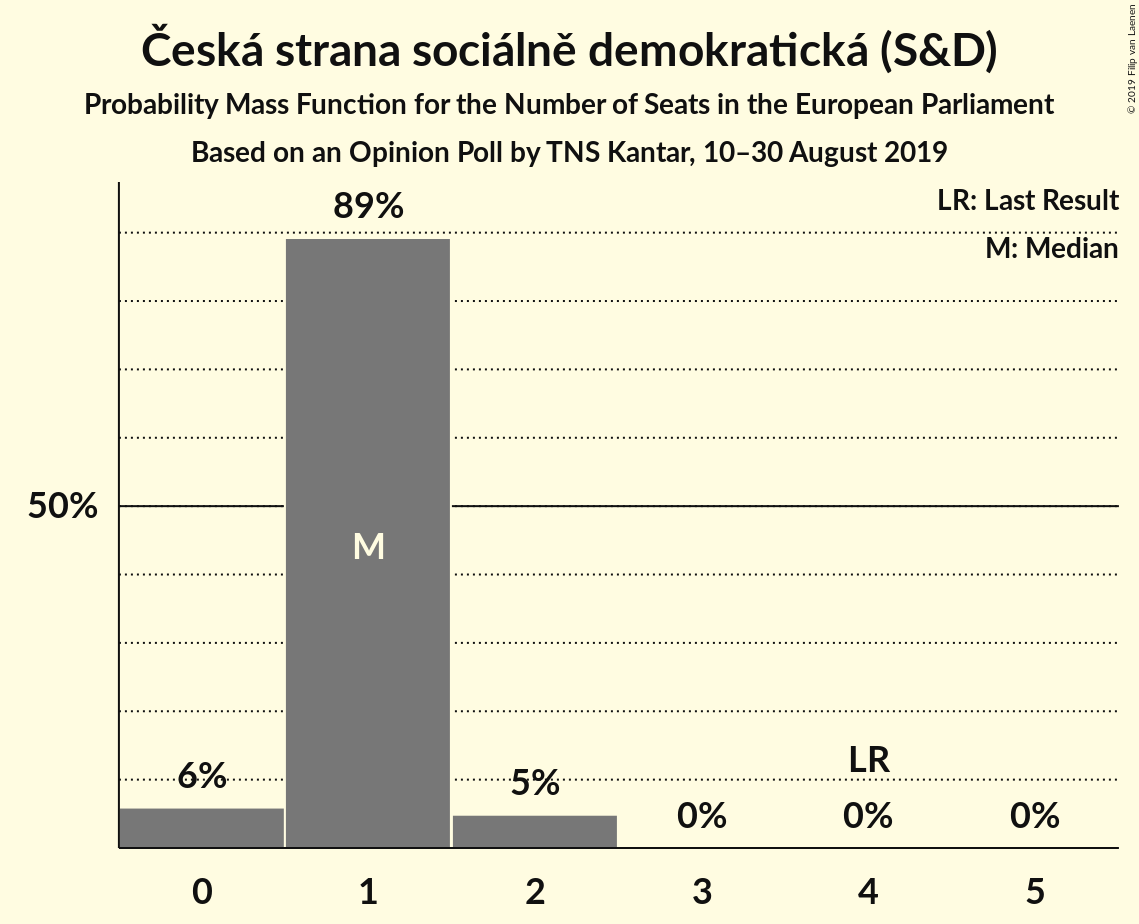 Česká strana sociálně demokratická (S&D)
Probability Mass Function for the Number of Seats in the European Parliament
Based on an Opinion Poll by TNS Kantar, 10–30 August 2019
© 2019 Filip van Laenen
LR: Last Result
M: Median
89%
50%
M
6%
5%
LR
0%
0%
0%
0 1 2 3 4 5